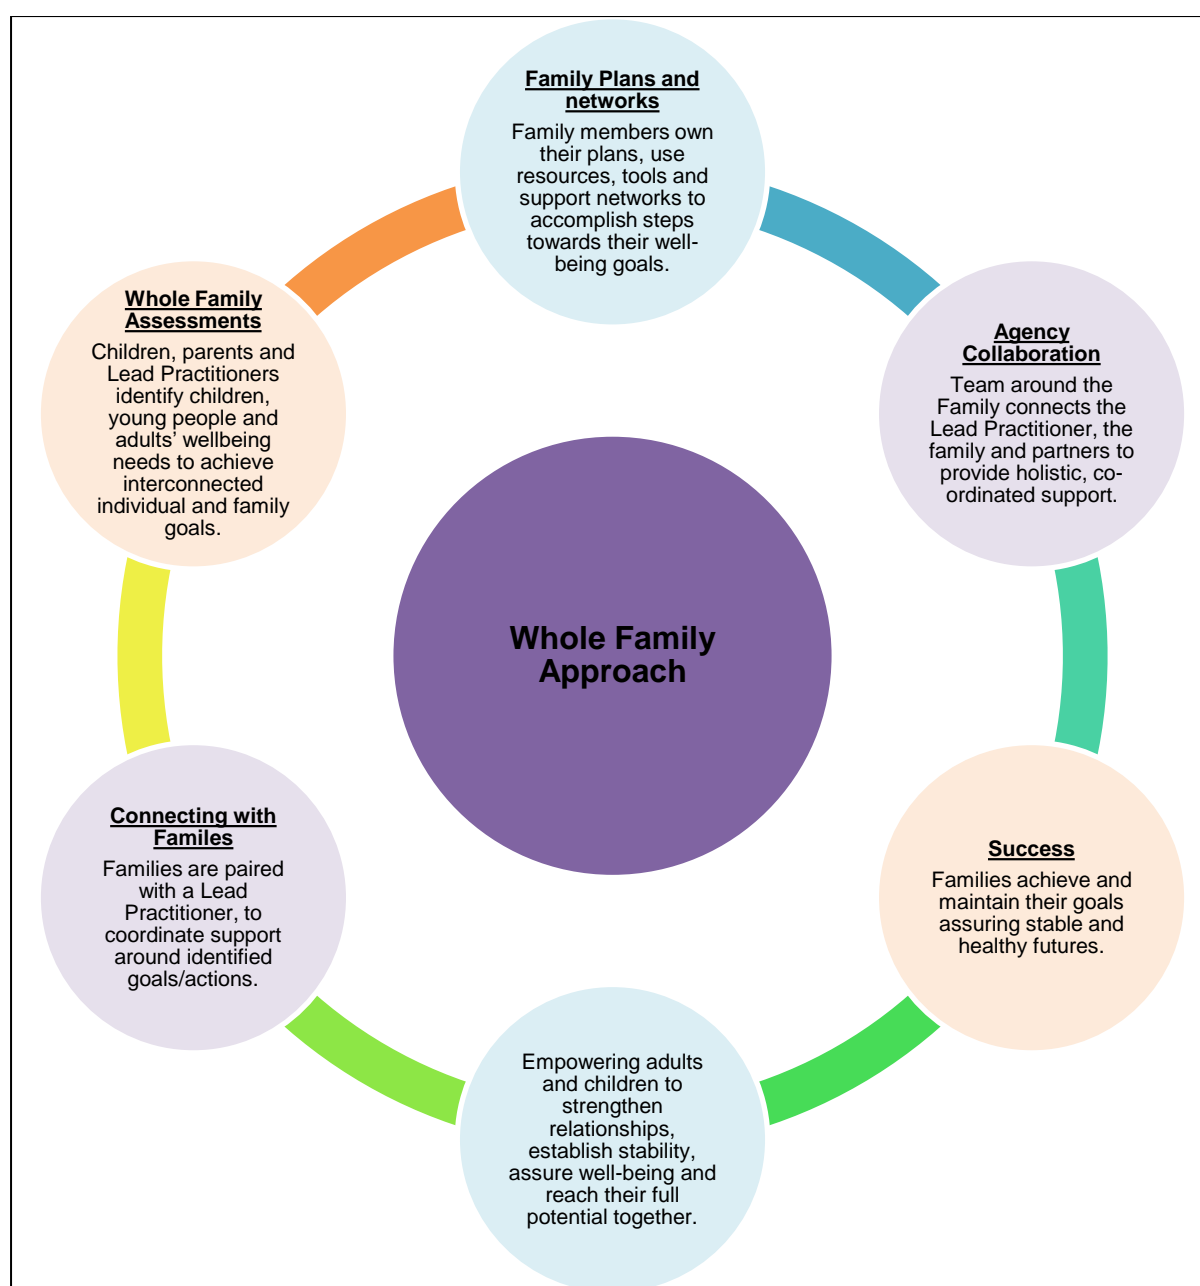 Family Plans and
networks
Family members own
their plans, use
resources, tools and
support networks to
accomplish steps
towards their well-
being goals.
Agency
Collaboration
Team around the
Family connects the
Lead Practitioner, the
family and partners to
provide holistic, co-
ordinated support.
Success
Families achieve and
maintain their goals
assuring stable and
healthy futures.
Empowering adults
and children to
strengthen
relationships,
establish stability,
assure well-being and
reach their full
potential together.
Connecting with
Familes
Families are paired
with a Lead
Practitioner, to
coordinate support
around identified
goals/actions.
Whole Family
Assessments
Children, parents and
Lead Practitioners
identify children,
young people and
adults’ wellbeing
needs to achieve
interconnected
individual and family
goals.
Whole Family
Approach